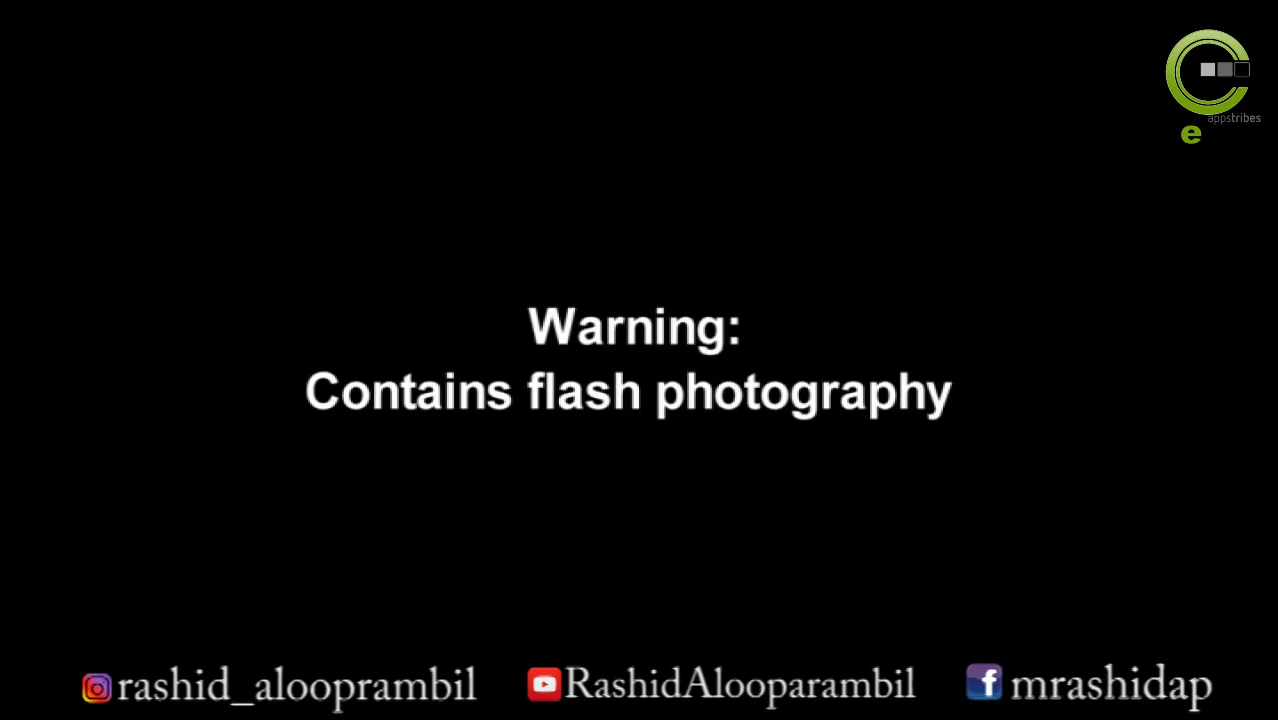 appstribes
e
Warning:
Contains flash photography
rashid_alooprambil RashidAlooparambil mrashidap